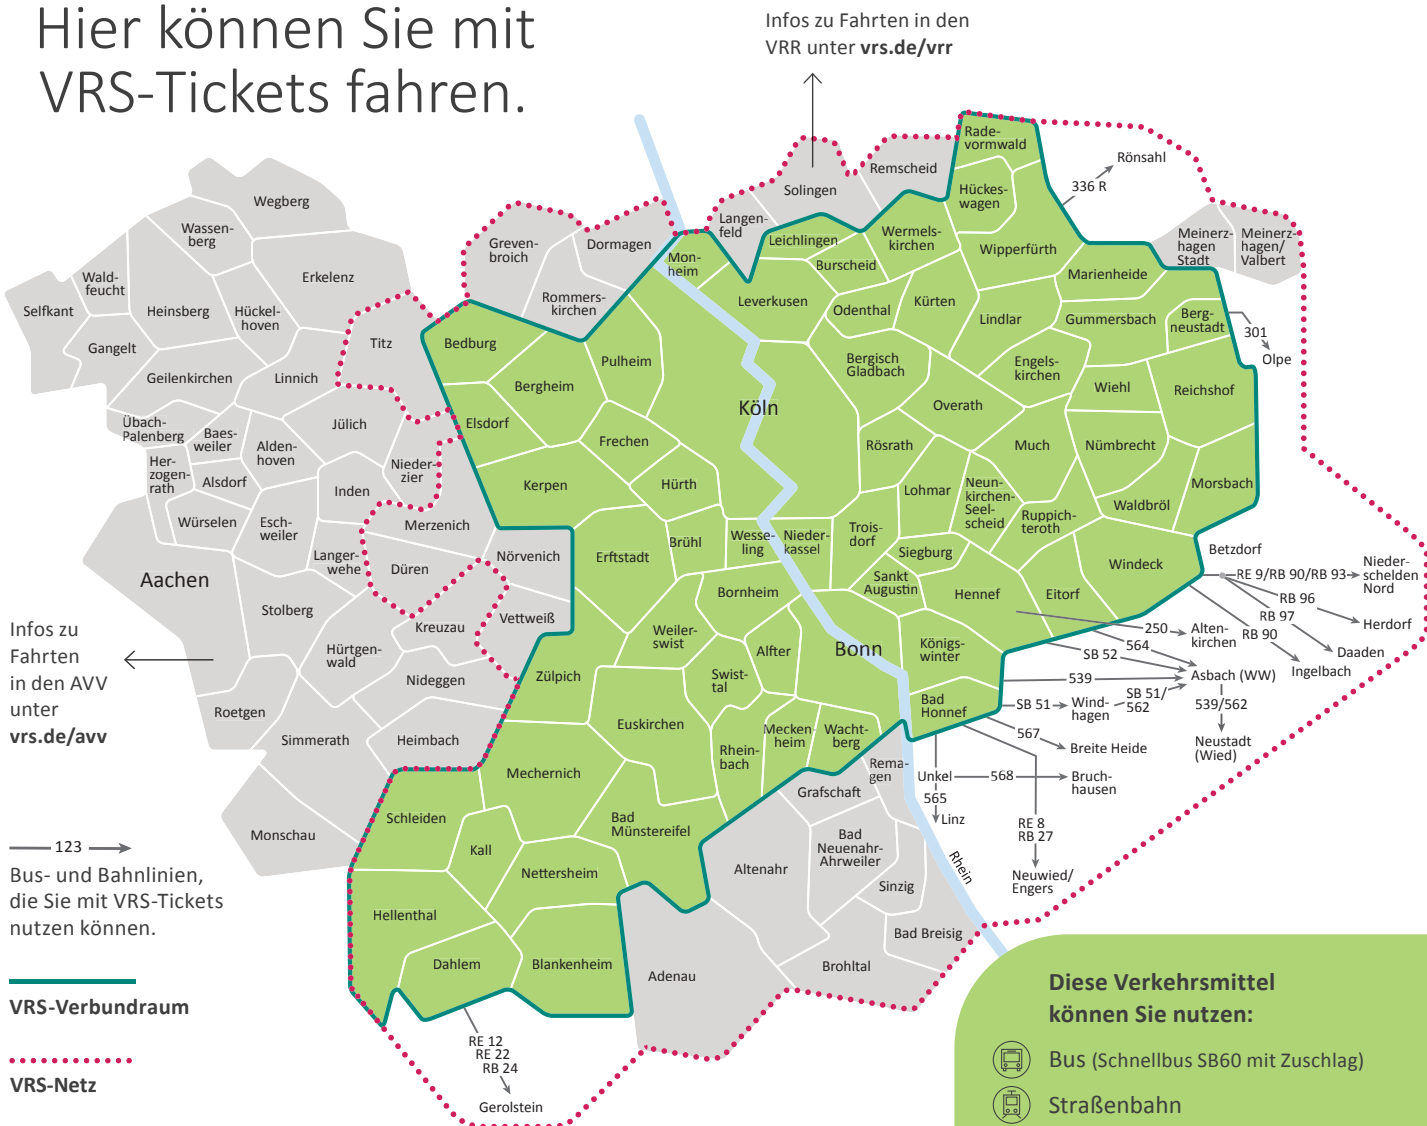 Hier können Sie mit
VRS-Tickets fahren.
Infos zu Fahrten in den
VRR unter vrs.de/vrr
Wegberg
Wassen-
berg
Wald-
feucht
Erkelenz
Selfkant
Heinsberg
Hückel-
hoven
Gangelt
Geilenkirchen
Linnich
Titz
Übach-
Palenberg
Baes-
weiler
Alden-
hoven
Jülich
Her-
zogen-
rath
Alsdorf
Nieder-
zier
Inden
Würselen
Esch-
weiler
Merzenich
Langer-
wehe
Düren
Nörvenich
Aachen
Stolberg
Vettweiß
Kreuzau
Hürtgen-
wald
Nideggen
Roetgen
Simmerath
Heimbach
Monschau
Greven-
broich
Dormagen
Rommers-
kirchen
Langen-
feld
Solingen
Remscheid
Rade-
vormwald
Hückes-
wagen
Rönsahl
336 R
Meinerz-
hagen
Stadt
Meinerz-
hagen/
Valbert
Mon-
heim
Leichlingen
Wermels-
kirchen
Wipperfürth
Burscheid
Marienheide
Leverkusen
Odenthal
Kürten
Lindlar
Gummersbach
Berg-
neustadt
301
Olpe
Bedburg
Bergheim
Pulheim
Bergisch
Gladbach
Engels-
kirchen
Wiehl
Reichshof
Elsdorf
Köln
Overath
Frechen
Rösrath
Much
Nümbrecht
Kerpen
Hürth
Lohmar
Neun-
kirchen-
Seel-
scheid
Morsbach
Ruppich-
teroth
Waldbröl
Erftstadt
Brühl
Wesse-
ling
Nieder-
kassel
Trois-
dorf
Siegburg
Windeck
Sankt
Augustin
Hennef
Eitorf
Bornheim
Weiler-
swist
Alfter
Bonn
Königs-
winter
Zülpich
Swist-
tal
Euskirchen
Bad
Honnef
Mecken-
heim
Wacht-
berg
Rhein-
bach
Mechernich
Schleiden
Bad
Münstereifel
Kall
Nettersheim
Hellenthal
Dahlem
Blankenheim
Rema-
gen
Grafschaft
Bad
Neuenahr-
Ahrweiler
Altenahr
Sinzig
Bad Breisig
Brohltal
Adenau
Rhein
Betzdorf
RE 9/RB 90/RB 93
Nieder-
schelden
Nord
RB 96
Herdorf
RB 97
Daaden
RB 90
Ingelbach
250
Alten-
kirchen
564
SB 52
Asbach (WW)
539
SB 51
Wind-
hagen
SB 51/
562
539/562
Neustadt
(Wied)
567
Breite Heide
Unkel
568
Bruch-
hausen
565
Linz
RE 8
RB 27
Neuwied/
Engers
RE 12
RE 22
RB 24
Gerolstein
Infos zu
Fahrten
in den AVV
unter
vrs.de/avv
123
Bus- und Bahnlinien,
die Sie mit VRS-Tickets
nutzen können.
VRS-Verbundraum
VRS-Netz
Diese Verkehrsmittel
können Sie nutzen:
Bus (Schnellbus SB60 mit Zuschlag)
Straßenbahn